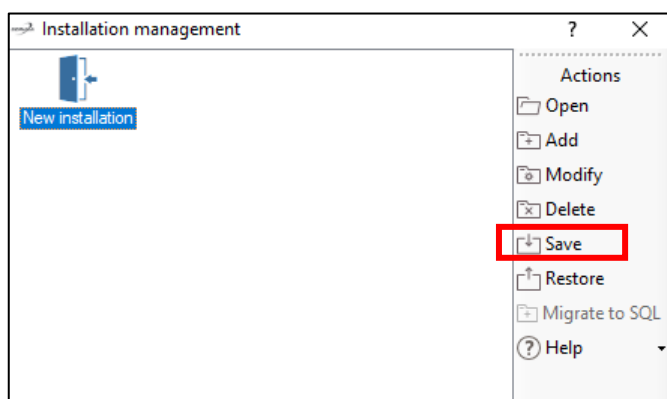 Installation management
New installation
Actions
Open
Add
Modify
Delete
Save
Restore
Migrate to SQL
Help